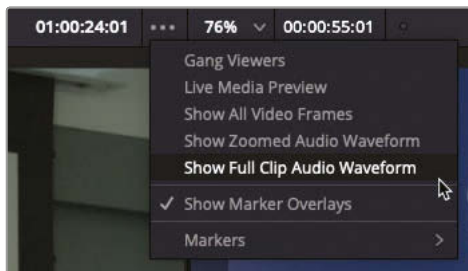 01:00:24:01 ••• 76% 00:00:55:01
Gang Viewers
Live Media Preview
Show All Video Frames
Show Zoomed Audio Waveform
Show Full Clip Audio Waveform
✓ Show Marker Overlays
Markers >